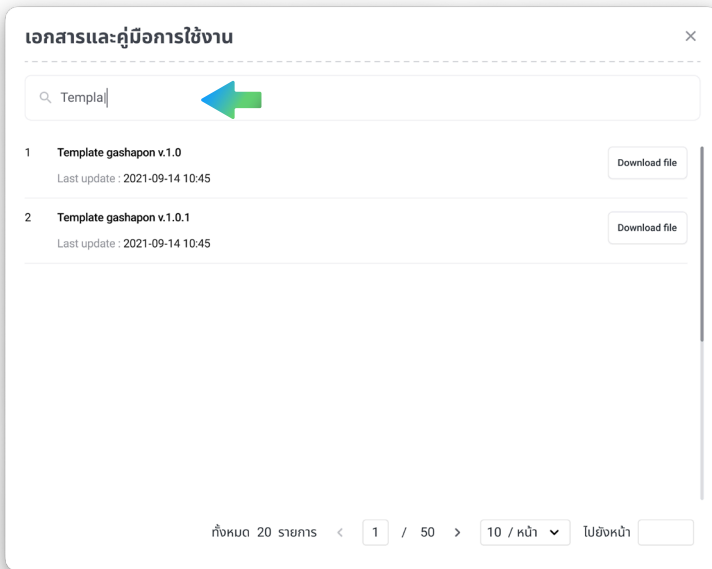 เอกสารและคู่มือการใช้งาน
Templa
1 Template gashapon v.1.0 Download file
Last update : 2021-09-14 10:45
2 Template gashapon v.1.0.1 Download file
Last update : 2021-09-14 10:45
ทั้งหมด 20 รายการ < 1 / 50 > 10 / หน้า ไปยังหน้า